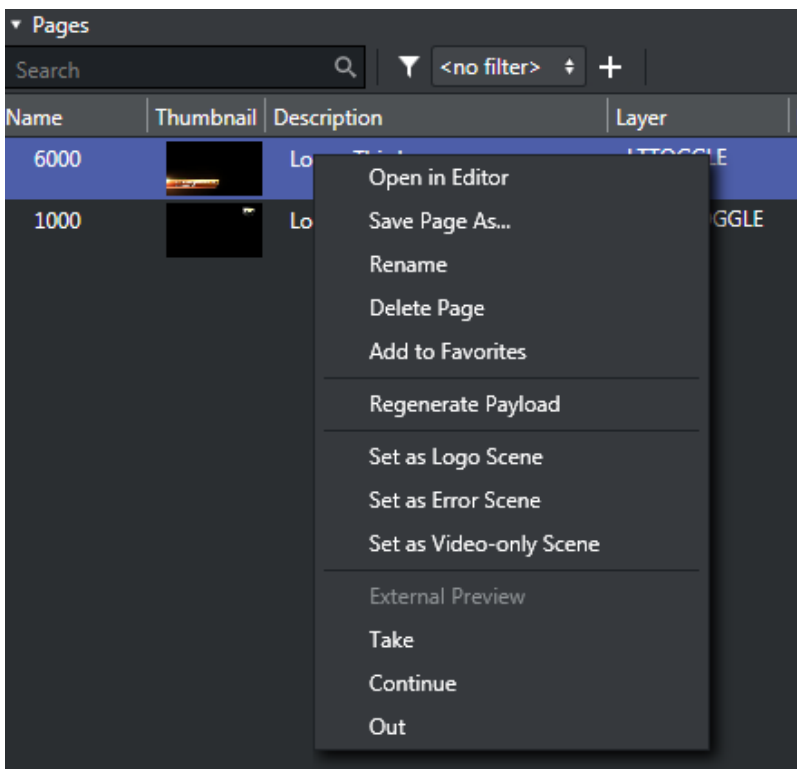 Pages
Search
<no filter>
Name Thumbnail Description Layer
6000
1000
GGLE
Open in Editor
Save Page As...
Rename
Delete Page
Add to Favorites
Regenerate Payload
Set as Logo Scene
Set as Error Scene
Set as Video-only Scene
External Preview
Take
Continue
Out